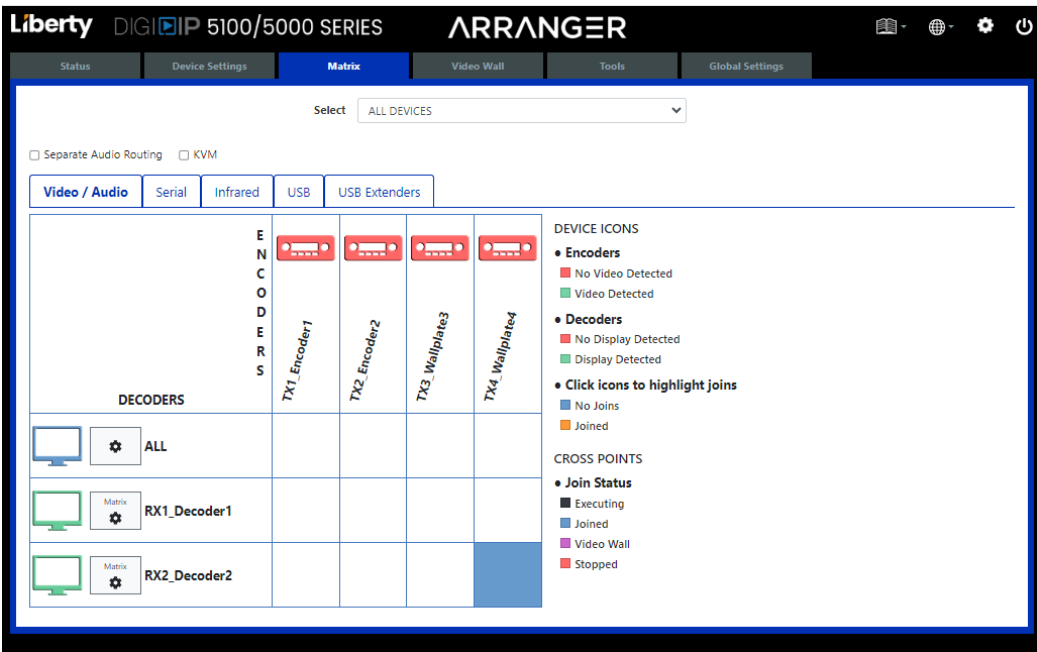 Liberty DIGIIP 5100/5000 SERIES ARRANGER
Status Device Settings Matrix Video Wall Tools Global Settings
Select ALL DEVICES
Separate Audio Routing KVM
Video / Audio Serial Infrared USB USB Extenders
ENCODERS
TX1_Encoder1
TX2_Encoder2
TX3_Wallplate3
TX4_Wallplate4
DECODERS
ALL
Matrix
RX1_Decoder1
Matrix
RX2_Decoder2
DEVICE ICONS
• Encoders
No Video Detected
Video Detected
• Decoders
No Display Detected
Display Detected
• Click icons to highlight joins
No Joins
Joined
CROSS POINTS
• Join Status
Executing
Joined
Video Wall
Stopped